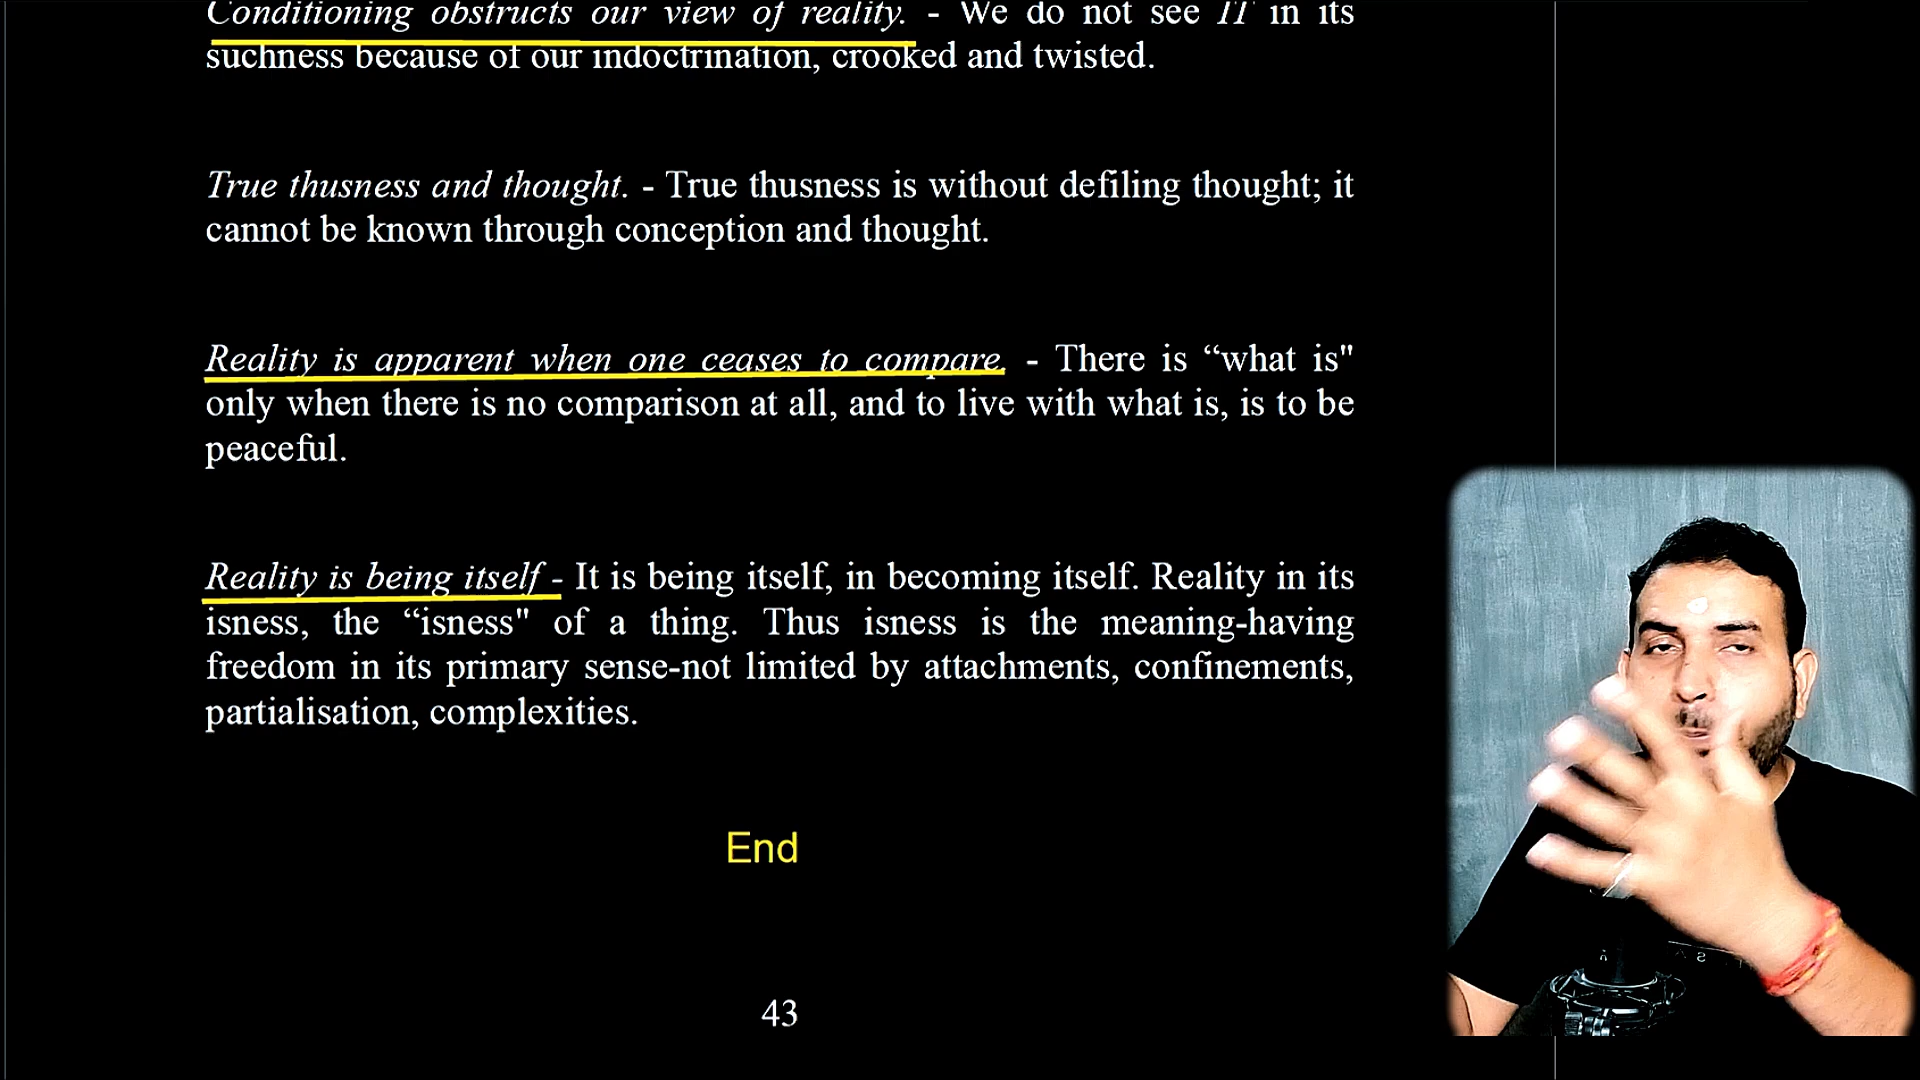 Conditioning obstructs our view of reality. - We do not see IT in its
suchness because of our indoctrination, crooked and twisted.
True thusness and thought. - True thusness is without defiling thought; it
cannot be known through conception and thought.
Reality is apparent when one ceases to compare. - There is “what is"
only when there is no comparison at all, and to live with what is, is to be
peaceful.
Reality is being itself - It is being itself, in becoming itself. Reality in its
isness, the “isness" of a thing. Thus isness is the meaning-having
freedom in its primary sense-not limited by attachments, confinements,
partialisation, complexities.
End
43